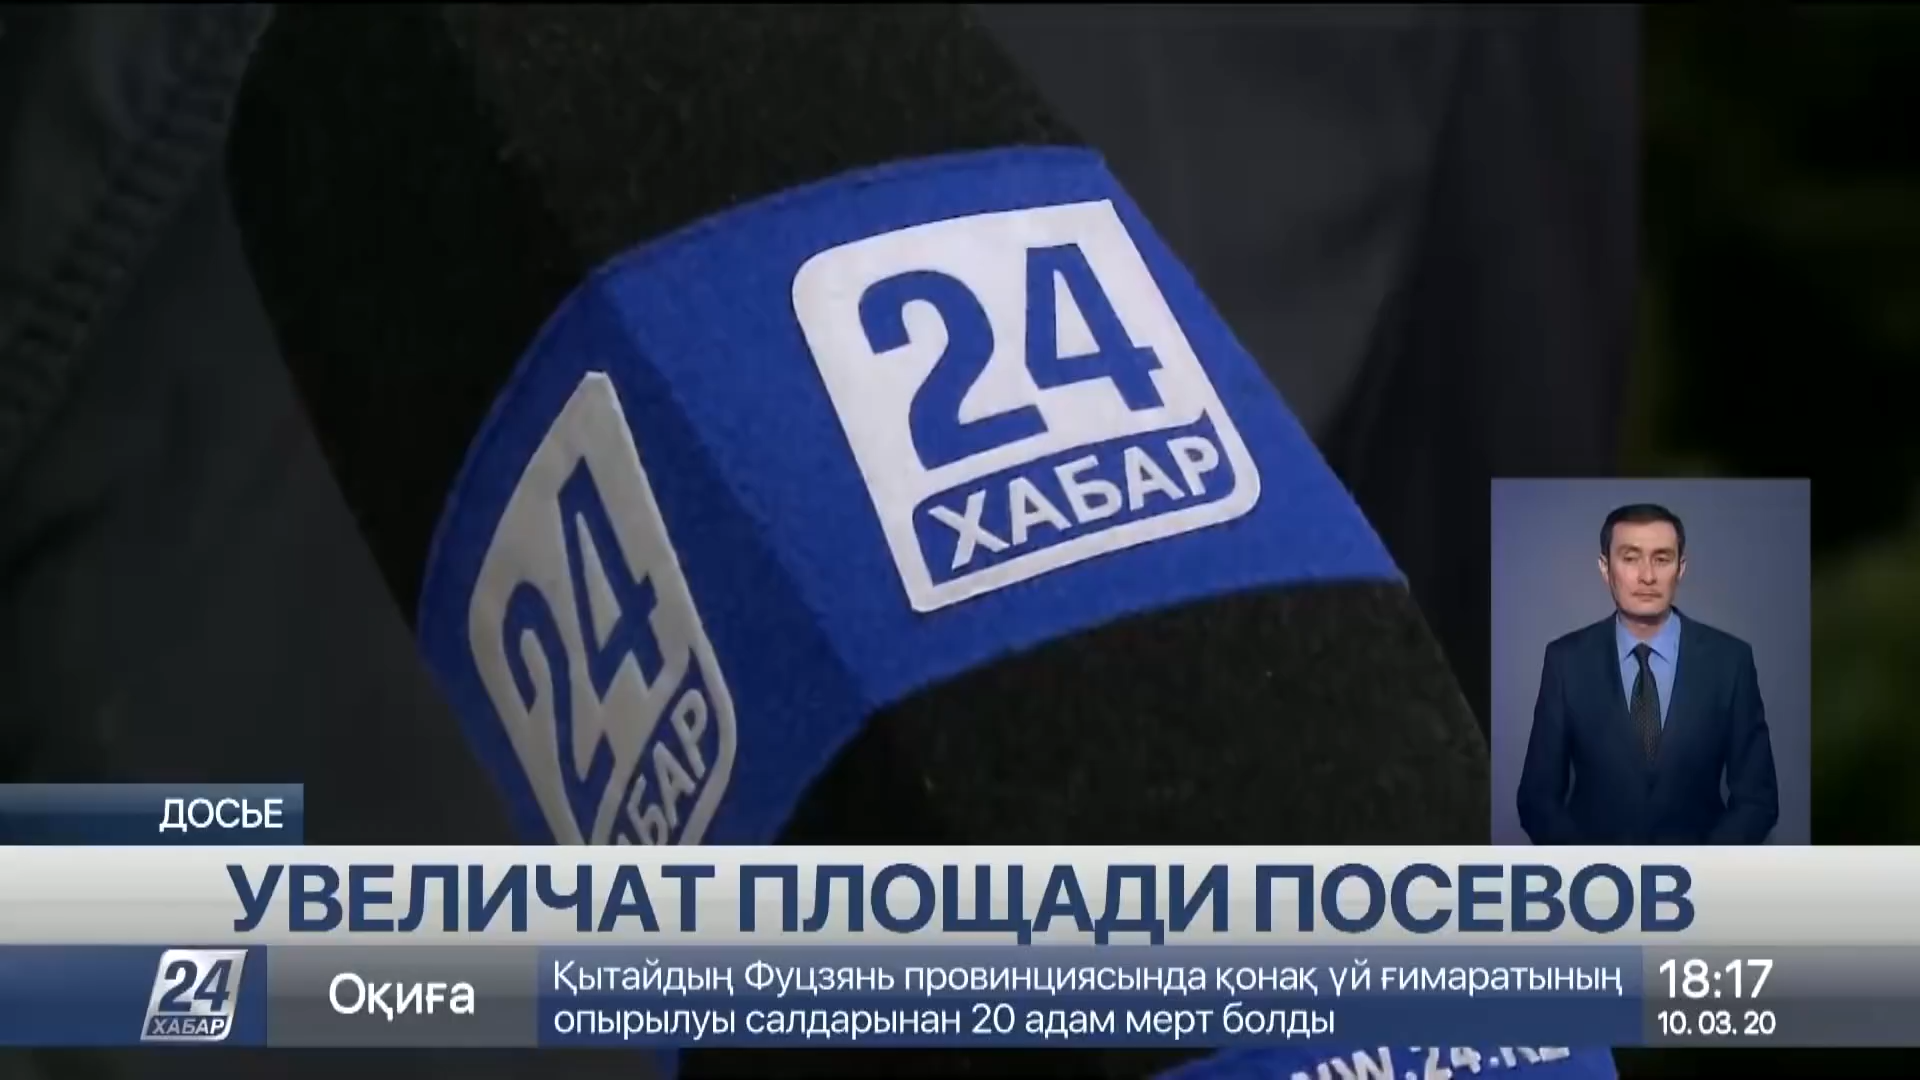 24
ХАБАР
24
АБАР
ДОСЬЕ
УВЕЛИЧАТ ПЛОЩАДИ ПОСЕВОВ
24
ХАБАР
Оқиға
Қытайдың Фуцзянь провинциясында қонақ үй ғимаратының
опырылуы салдарынан 20 адам мерт болды
18:17
10. 03. 20